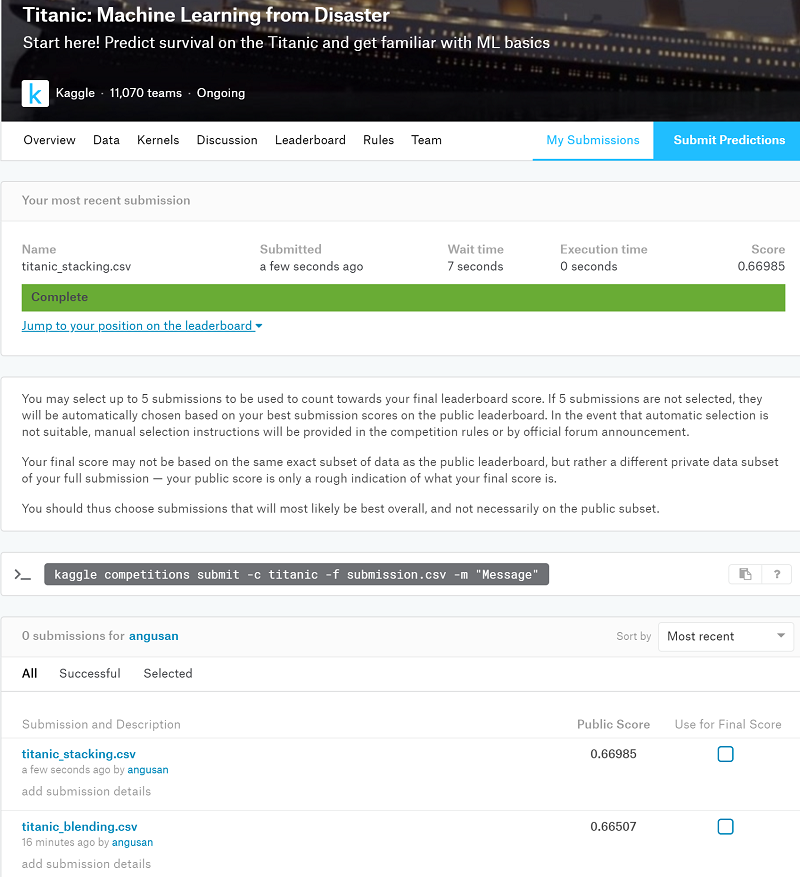 Titanic: Machine Learning from Disaster
Start here! Predict survival on the Titanic and get familiar with ML basics
k
Kaggle · 11,070 teams · Ongoing
Overview Data Kernels Discussion Leaderboard Rules Team My Submissions Submit Predictions
Your most recent submission
Name Submitted Wait time Execution time Score
titanic_stacking.csv a few seconds ago 7 seconds 0 seconds 0.66985
Complete
Jump to your position on the leaderboard
You may select up to 5 submissions to be used to count towards your final leaderboard score. If 5 submissions are not selected, they
will be automatically chosen based on your best submission scores on the public leaderboard. In the event that automatic selection is
not suitable, manual selection instructions will be provided in the competition rules or by official forum announcement.
Your final score may not be based on the same exact subset of data as the public leaderboard, but rather a different private data subset
of your full submission — your public score is only a rough indication of what your final score is.
You should thus choose submissions that will most likely be best overall, and not necessarily on the public subset.
>_ kaggle competitions submit -c titanic -f submission.csv -m "Message" ?
0 submissions for angusan Sort by Most recent
All Successful Selected
Submission and Description Public Score Use for Final Score
titanic_stacking.csv 0.66985
a few seconds ago by angusan
add submission details
titanic_blending.csv 0.66507
16 minutes ago by angusan
add submission details